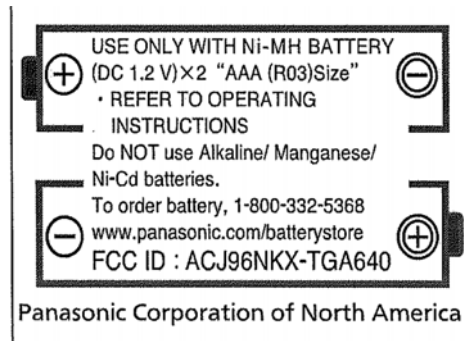 USE ONLY WITH Ni-MH BATTERY
(DC 1.2 V)×2 “AAA (R03)Size”
・REFER TO OPERATING
INSTRUCTIONS
Do NOT use Alkaline/ Manganese/
Ni-Cd batteries.
To order battery, 1-800-332-5368
www.panasonic.com/batterystore
FCC ID : ACJ96NKX-TGA640
Panasonic Corporation of North America